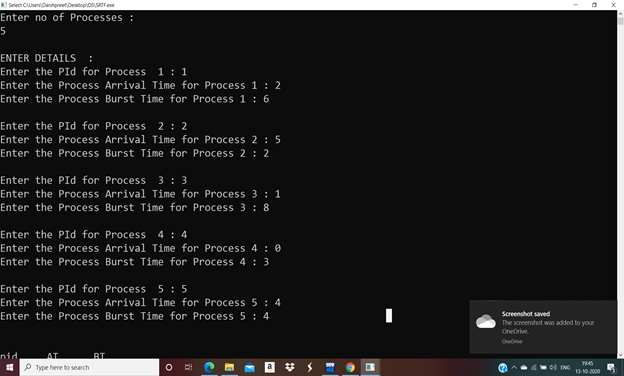 Select C:\Users\Darshpreet\Desktop\OS\SRTF.exe
Enter no of Processes :
5
ENTER DETAILS  :
Enter the PId for Process  1 : 1
Enter the Process Arrival Time for Process 1 : 2
Enter the Process Burst Time for Process 1 : 6
Enter the PId for Process  2 : 2
Enter the Process Arrival Time for Process 2 : 5
Enter the Process Burst Time for Process 2 : 2
Enter the PId for Process  3 : 3
Enter the Process Arrival Time for Process 3 : 1
Enter the Process Burst Time for Process 3 : 8
Enter the PId for Process  4 : 4
Enter the Process Arrival Time for Process 4 : 0
Enter the Process Burst Time for Process 4 : 3
Enter the PId for Process  5 : 5
Enter the Process Arrival Time for Process 5 : 4
Enter the Process Burst Time for Process 5 : 4
Screenshot saved
The screenshot was added to your
OneDrive.
OneDrive
pid     AT      BT
Type here to search
ENG
19:45
13-10-2020